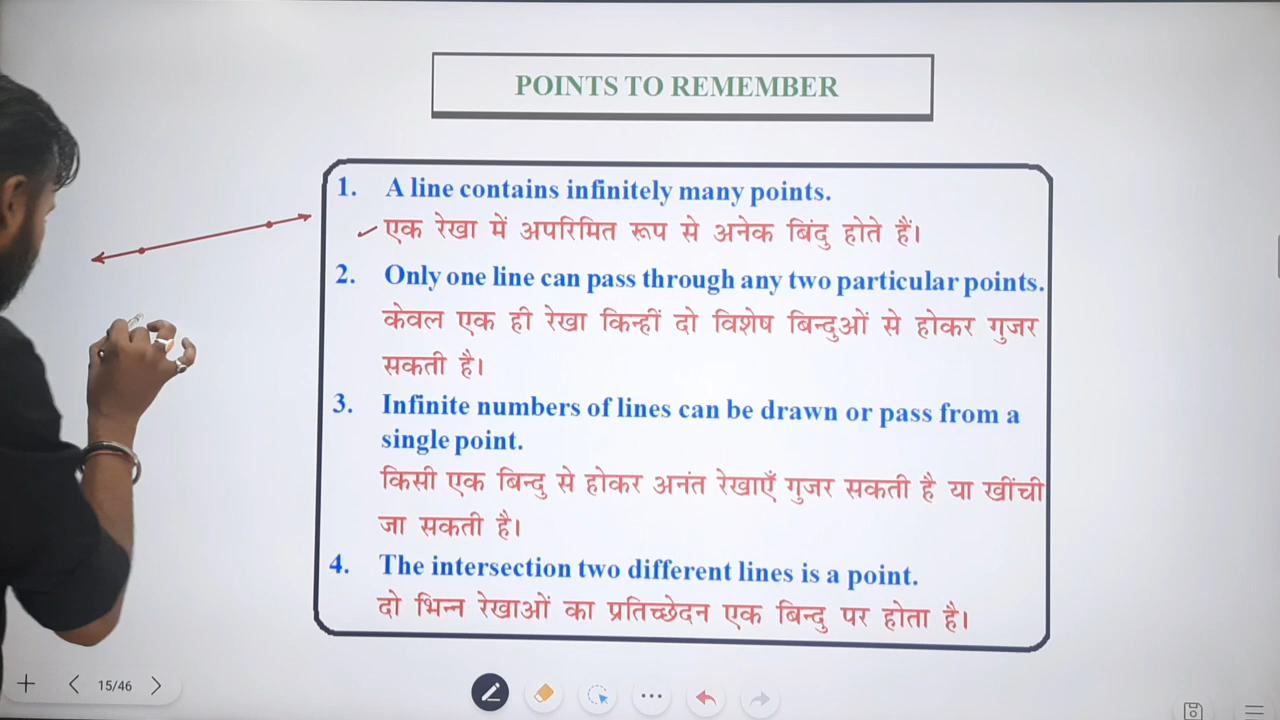 POINTS TO REMEMBER
1. A line contains infinitely many points.
एक रेखा में अपरिमित रूप से अनेक बिंदु होते हैं।
2. Only one line can pass through any two particular points.
केवल एक ही रेखा किन्हीं दो विशेष बिन्दुओं से होकर गुजर
सकती है।
3. Infinite numbers of lines can be drawn or pass from a
single point.
किसी एक बिन्दु से होकर अनंत रेखाएँ गुजर सकती है या खींची
जा सकती है।
4. The intersection two different lines is a point.
दो भिन्न रेखाओं का प्रतिच्छेदन एक बिन्दु पर होता है।
15/46